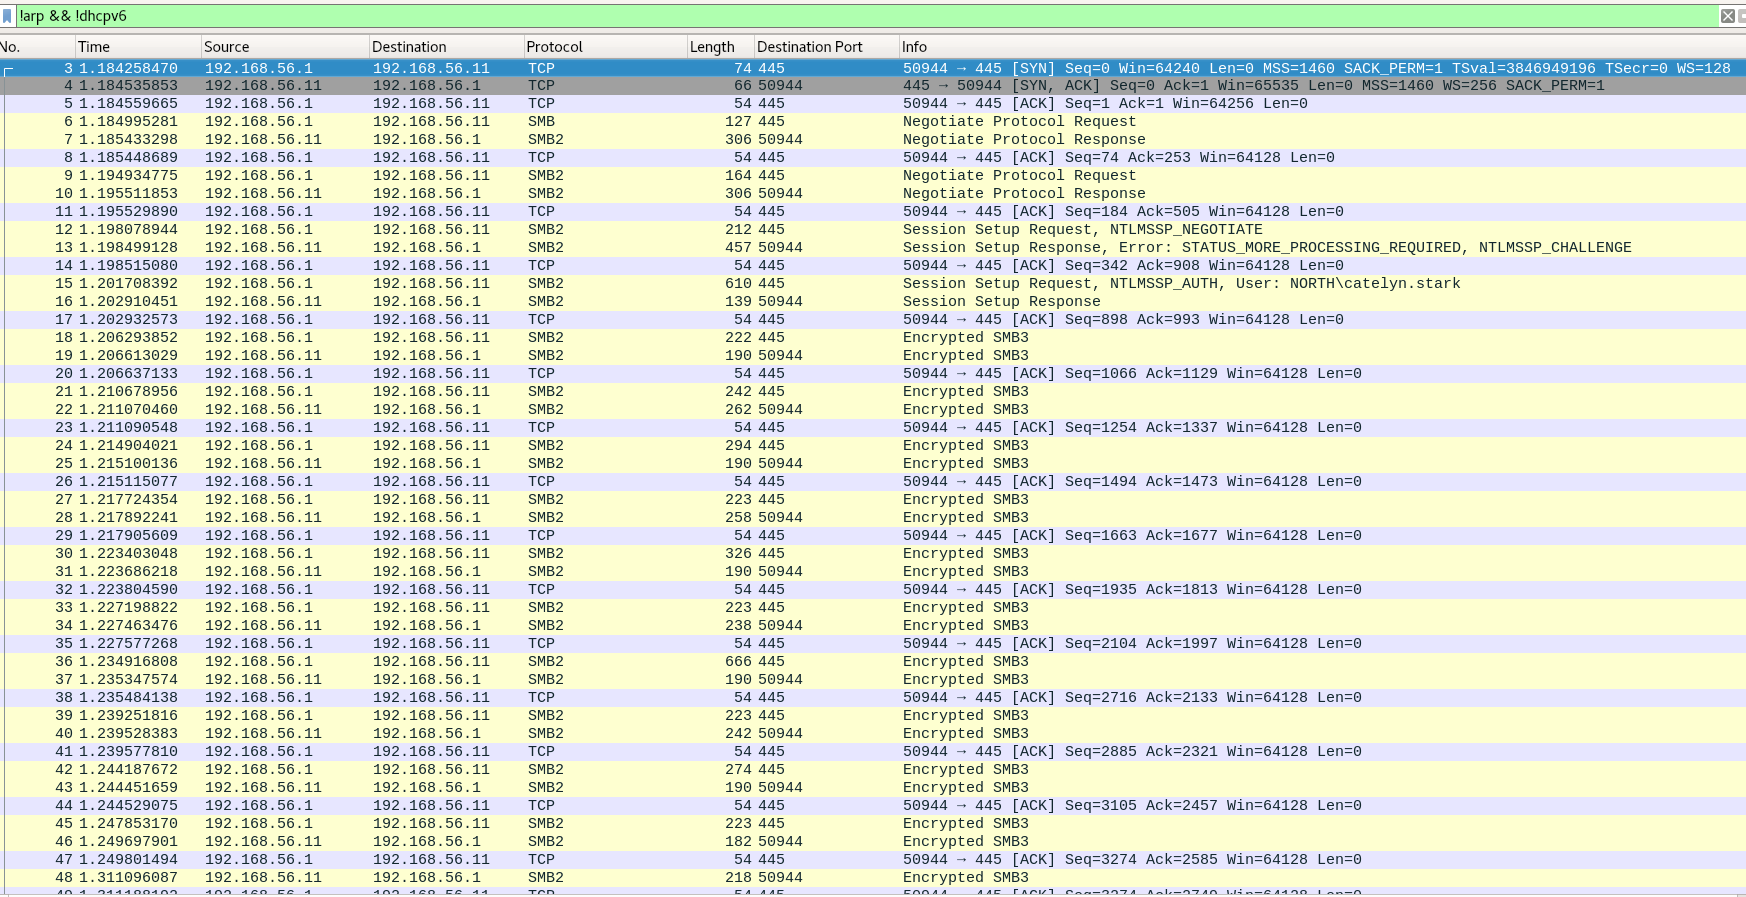 !arp && !dhcpv6
No. Time Source Destination Protocol Length Destination Port Info
3 1.184258470 192.168.56.1 192.168.56.11 TCP 74 445 50944 → 445 [SYN] Seq=0 Win=64240 Len=0 MSS=1460 SACK_PERM=1 TSval=3846949196 TSecr=0 WS=128
4 1.184535853 192.168.56.11 192.168.56.1 TCP 66 50944 445 → 50944 [SYN, ACK] Seq=0 Ack=1 Win=65535 Len=0 MSS=1460 WS=256 SACK_PERM=1
5 1.184559665 192.168.56.1 192.168.56.11 TCP 54 445 50944 → 445 [ACK] Seq=1 Ack=1 Win=64256 Len=0
6 1.184995281 192.168.56.1 192.168.56.11 SMB 127 445 Negotiate Protocol Request
7 1.185433298 192.168.56.11 192.168.56.1 SMB2 306 50944 Negotiate Protocol Response
8 1.185448689 192.168.56.1 192.168.56.11 TCP 54 445 50944 → 445 [ACK] Seq=74 Ack=253 Win=64128 Len=0
9 1.194934775 192.168.56.1 192.168.56.11 SMB2 164 445 Negotiate Protocol Request
10 1.195511853 192.168.56.11 192.168.56.1 SMB2 306 50944 Negotiate Protocol Response
11 1.195529890 192.168.56.1 192.168.56.11 TCP 54 445 50944 → 445 [ACK] Seq=184 Ack=505 Win=64128 Len=0
12 1.198078944 192.168.56.1 192.168.56.11 SMB2 212 445 Session Setup Request, NTLMSSP_NEGOTIATE
13 1.198499128 192.168.56.11 192.168.56.1 SMB2 457 50944 Session Setup Response, Error: STATUS_MORE_PROCESSING_REQUIRED, NTLMSSP_CHALLENGE
14 1.198515080 192.168.56.1 192.168.56.11 TCP 54 445 50944 → 445 [ACK] Seq=342 Ack=908 Win=64128 Len=0
15 1.201708392 192.168.56.1 192.168.56.11 SMB2 610 445 Session Setup Request, NTLMSSP_AUTH, User: NORTH\catelyn.stark
16 1.202910451 192.168.56.11 192.168.56.1 SMB2 139 50944 Session Setup Response
17 1.202932573 192.168.56.1 192.168.56.11 TCP 54 445 50944 → 445 [ACK] Seq=898 Ack=993 Win=64128 Len=0
18 1.206293852 192.168.56.1 192.168.56.11 SMB2 222 445 Encrypted SMB3
19 1.206613029 192.168.56.11 192.168.56.1 SMB2 190 50944 Encrypted SMB3
20 1.206637133 192.168.56.1 192.168.56.11 TCP 54 445 50944 → 445 [ACK] Seq=1066 Ack=1129 Win=64128 Len=0
21 1.210678956 192.168.56.1 192.168.56.11 SMB2 242 445 Encrypted SMB3
22 1.211070460 192.168.56.11 192.168.56.1 SMB2 262 50944 Encrypted SMB3
23 1.211090548 192.168.56.1 192.168.56.11 TCP 54 445 50944 → 445 [ACK] Seq=1254 Ack=1337 Win=64128 Len=0
24 1.214904021 192.168.56.1 192.168.56.11 SMB2 294 445 Encrypted SMB3
25 1.215100136 192.168.56.11 192.168.56.1 SMB2 190 50944 Encrypted SMB3
26 1.215115077 192.168.56.1 192.168.56.11 TCP 54 445 50944 → 445 [ACK] Seq=1494 Ack=1473 Win=64128 Len=0
27 1.217724354 192.168.56.1 192.168.56.11 SMB2 223 445 Encrypted SMB3
28 1.217892241 192.168.56.11 192.168.56.1 SMB2 258 50944 Encrypted SMB3
29 1.217905609 192.168.56.1 192.168.56.11 TCP 54 445 50944 → 445 [ACK] Seq=1663 Ack=1677 Win=64128 Len=0
30 1.223403048 192.168.56.1 192.168.56.11 SMB2 326 445 Encrypted SMB3
31 1.223686218 192.168.56.11 192.168.56.1 SMB2 190 50944 Encrypted SMB3
32 1.223804590 192.168.56.1 192.168.56.11 TCP 54 445 50944 → 445 [ACK] Seq=1935 Ack=1813 Win=64128 Len=0
33 1.227198822 192.168.56.1 192.168.56.11 SMB2 223 445 Encrypted SMB3
34 1.227463476 192.168.56.11 192.168.56.1 SMB2 238 50944 Encrypted SMB3
35 1.227577268 192.168.56.1 192.168.56.11 TCP 54 445 50944 → 445 [ACK] Seq=2104 Ack=1997 Win=64128 Len=0
36 1.234916808 192.168.56.1 192.168.56.11 SMB2 666 445 Encrypted SMB3
37 1.235347574 192.168.56.11 192.168.56.1 SMB2 190 50944 Encrypted SMB3
38 1.235484138 192.168.56.1 192.168.56.11 TCP 54 445 50944 → 445 [ACK] Seq=2716 Ack=2133 Win=64128 Len=0
39 1.239251816 192.168.56.1 192.168.56.11 SMB2 223 445 Encrypted SMB3
40 1.239528383 192.168.56.11 192.168.56.1 SMB2 242 50944 Encrypted SMB3
41 1.239577810 192.168.56.1 192.168.56.11 TCP 54 445 50944 → 445 [ACK] Seq=2885 Ack=2321 Win=64128 Len=0
42 1.244187672 192.168.56.1 192.168.56.11 SMB2 274 445 Encrypted SMB3
43 1.244451659 192.168.56.11 192.168.56.1 SMB2 190 50944 Encrypted SMB3
44 1.244529075 192.168.56.1 192.168.56.11 TCP 54 445 50944 → 445 [ACK] Seq=3105 Ack=2457 Win=64128 Len=0
45 1.247853170 192.168.56.1 192.168.56.11 SMB2 223 445 Encrypted SMB3
46 1.249697901 192.168.56.11 192.168.56.1 SMB2 182 50944 Encrypted SMB3
47 1.249801494 192.168.56.1 192.168.56.11 TCP 54 445 50944 → 445 [ACK] Seq=3274 Ack=2585 Win=64128 Len=0
48 1.311096087 192.168.56.11 192.168.56.1 SMB2 218 50944 Encrypted SMB3